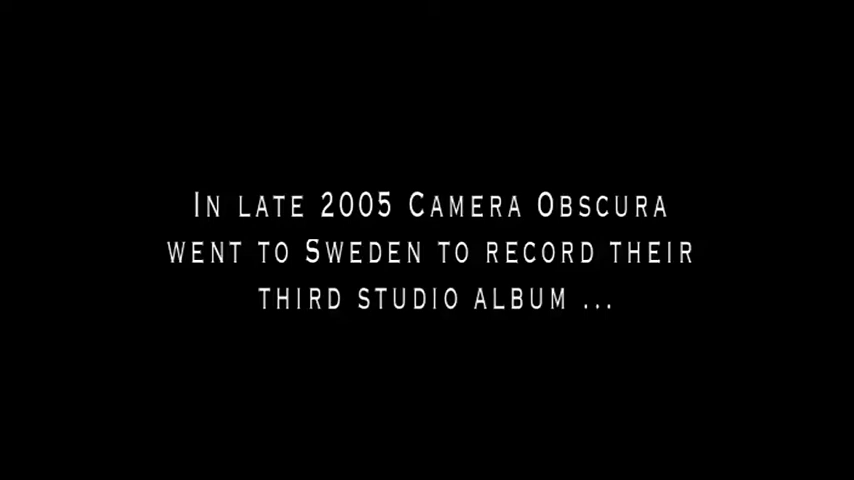 In late 2005 Camera Obscura
went to Sweden to record their
third studio album ...